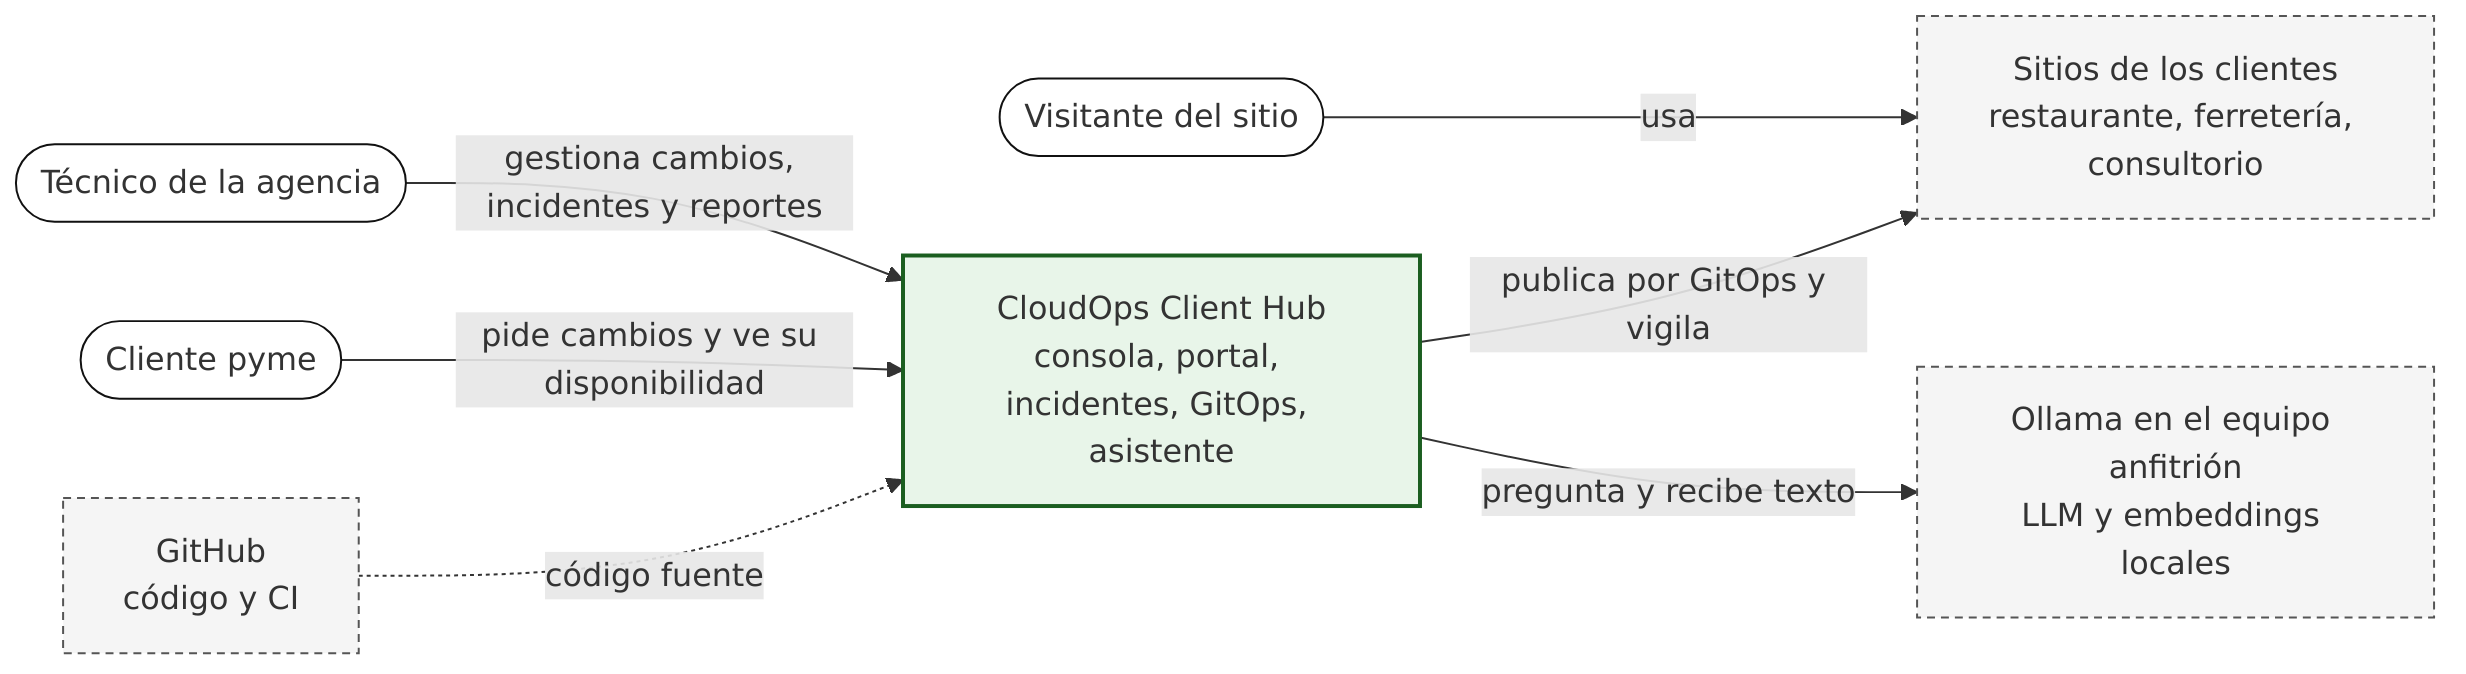 Técnico de la agencia
gestiona cambios,
incidentes y reportes
Cliente pyme
pide cambios y ve su
disponibilidad
GitHub
código y CI
código fuente
Visitante del sitio
usa
CloudOps Client Hub
consola, portal,
incidentes, GitOps,
asistente
publica por GitOps y
vigila
pregunta y recibe texto
Sitios de los clientes
restaurante, ferretería,
consultorio
Ollama en el equipo
anfitrión
LLM y embeddings
locales